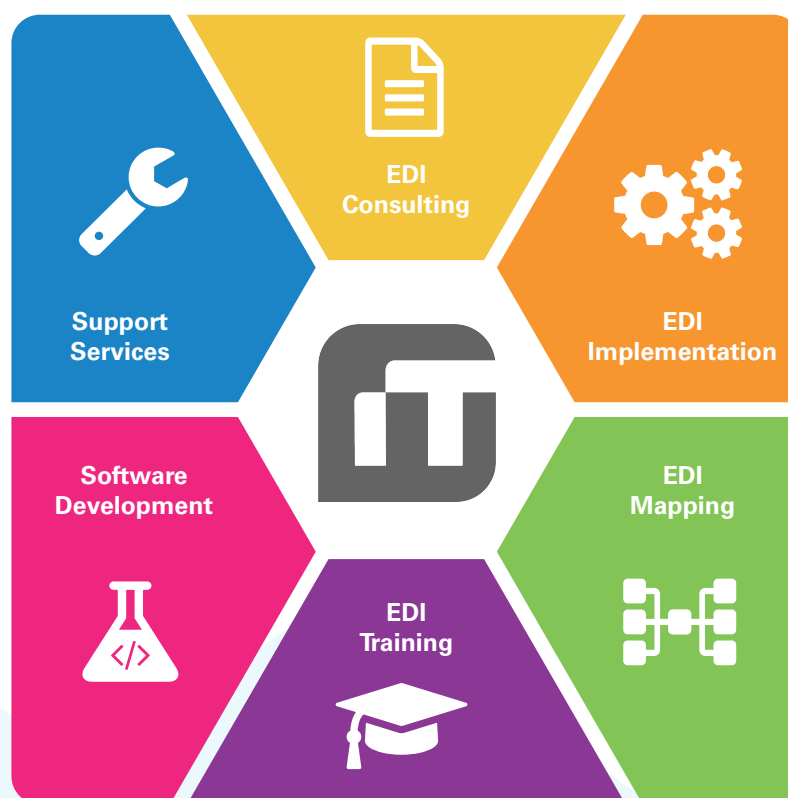 EDI
Consulting
Support
Services
EDI
Implementation
Software
Development
</>
EDI
Mapping
EDI
Training